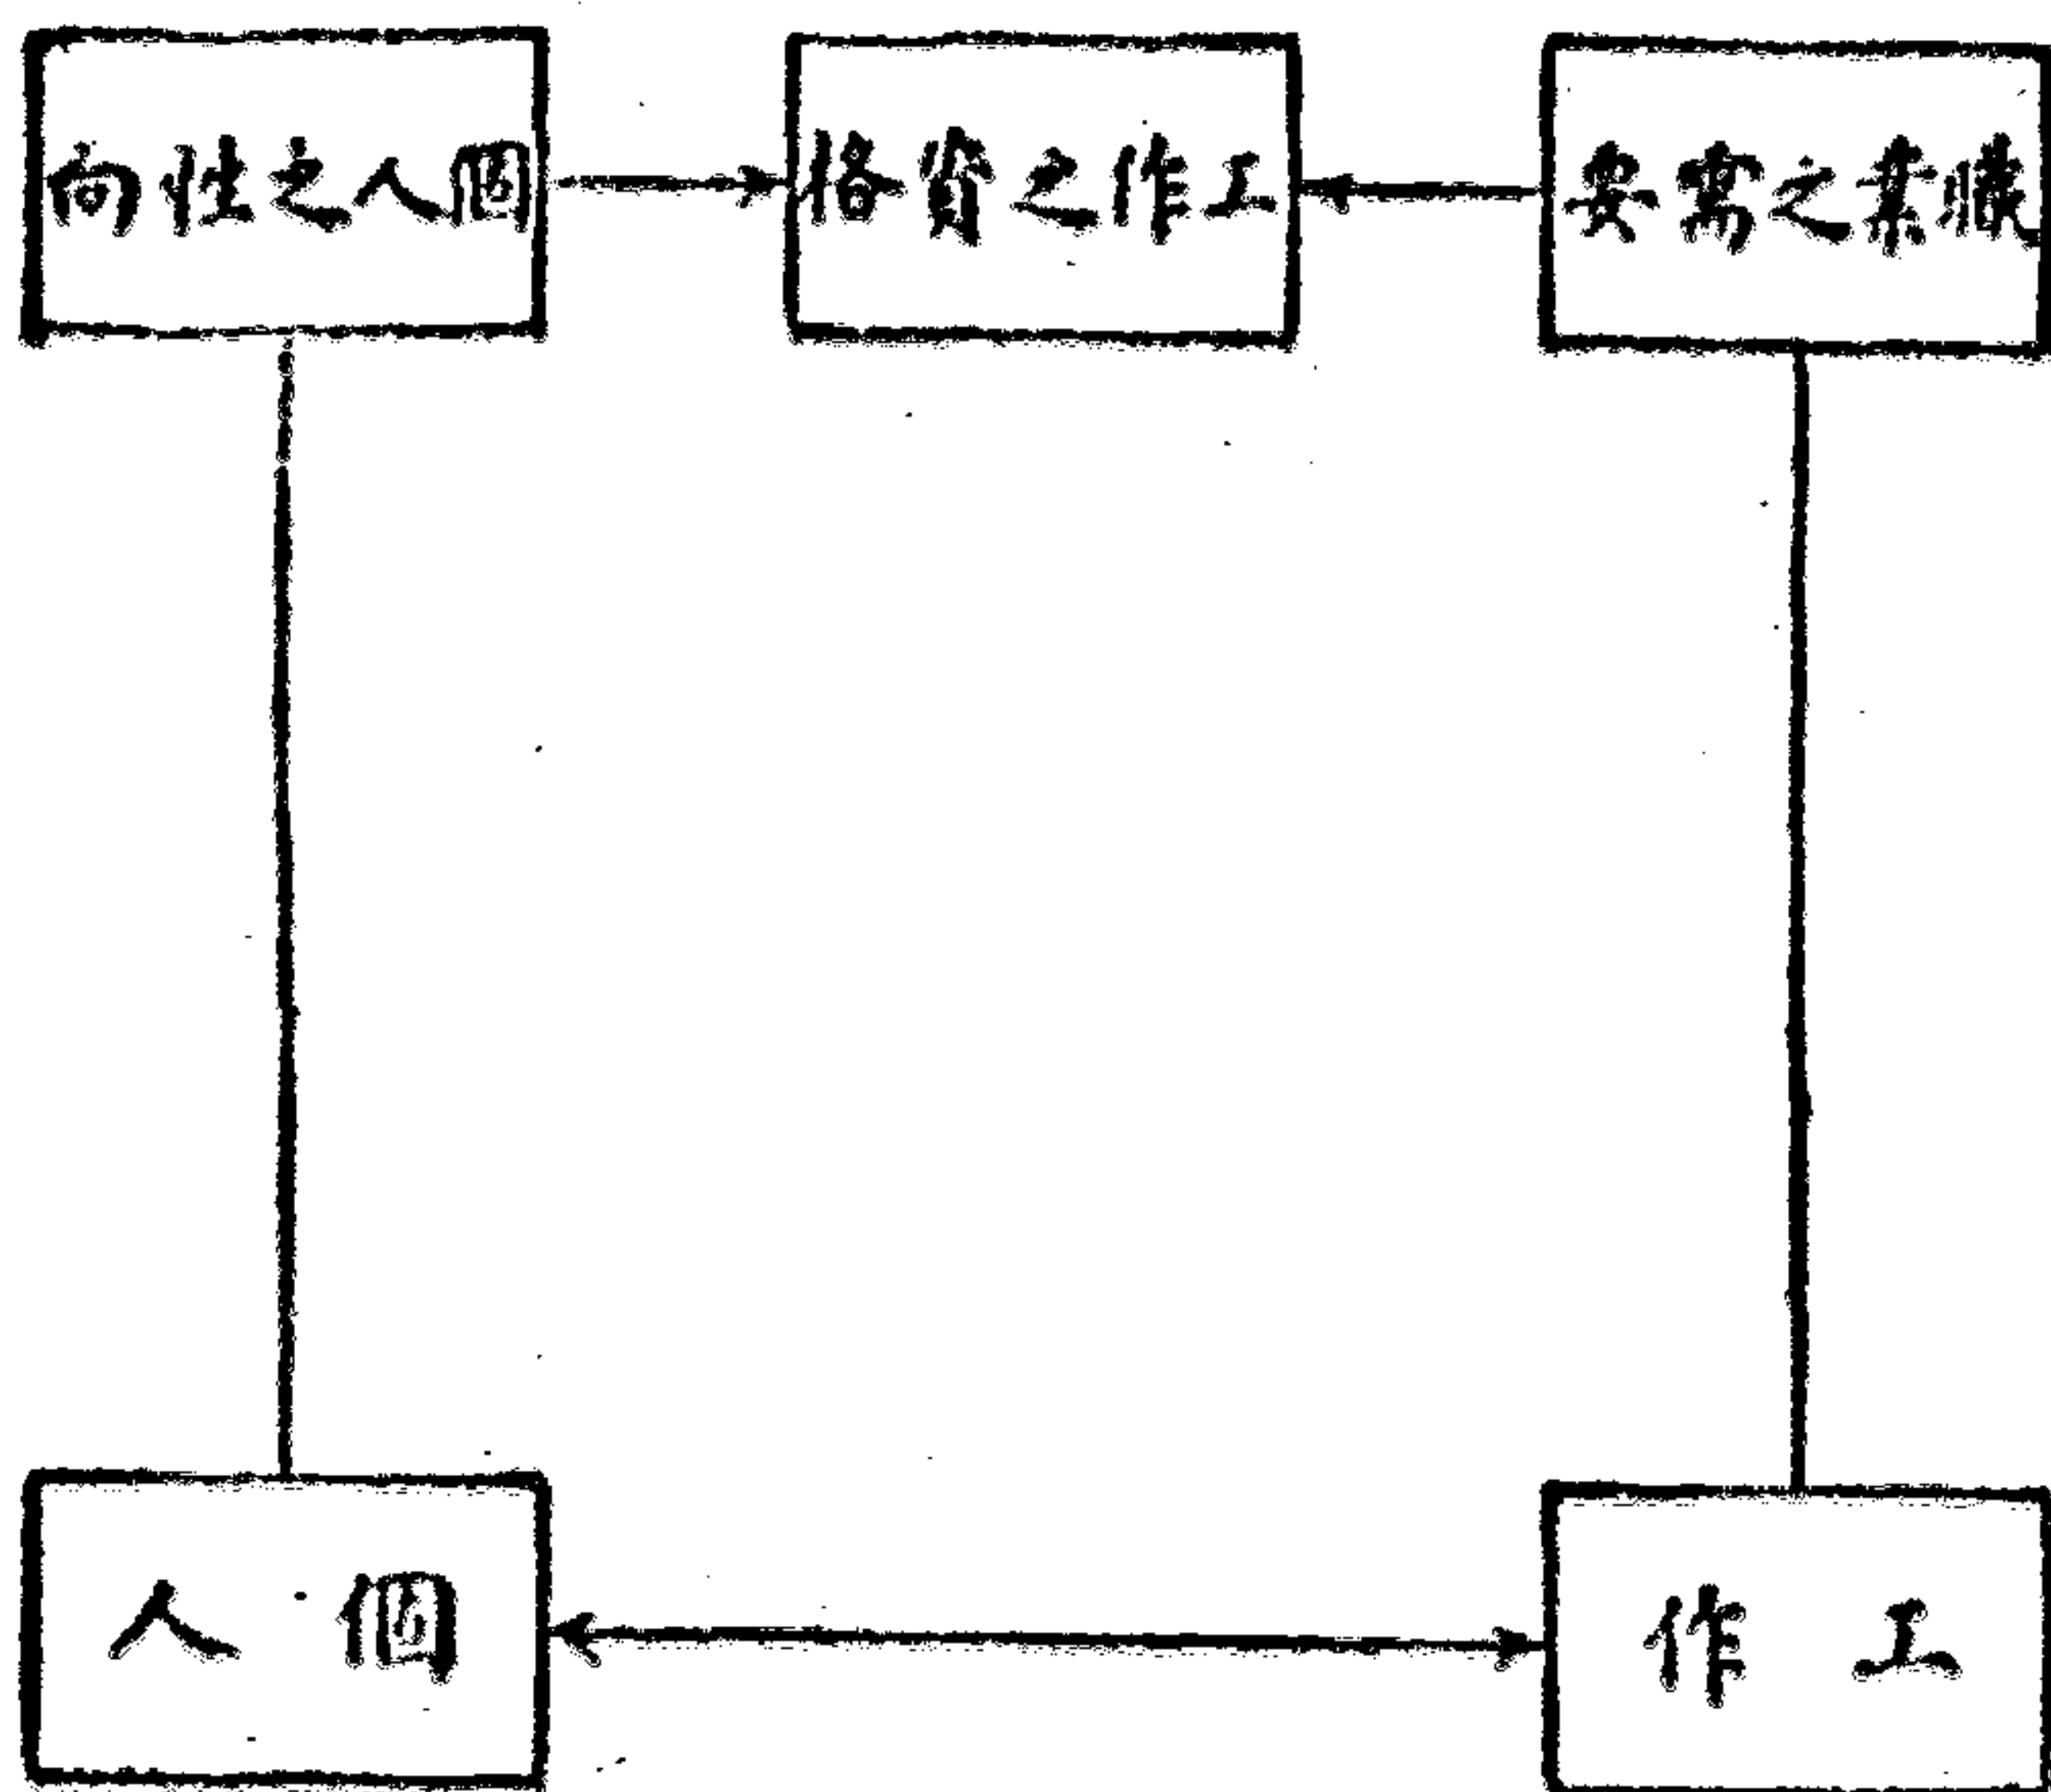 職業之需要
工作之資格
個人之性向
工作
個人